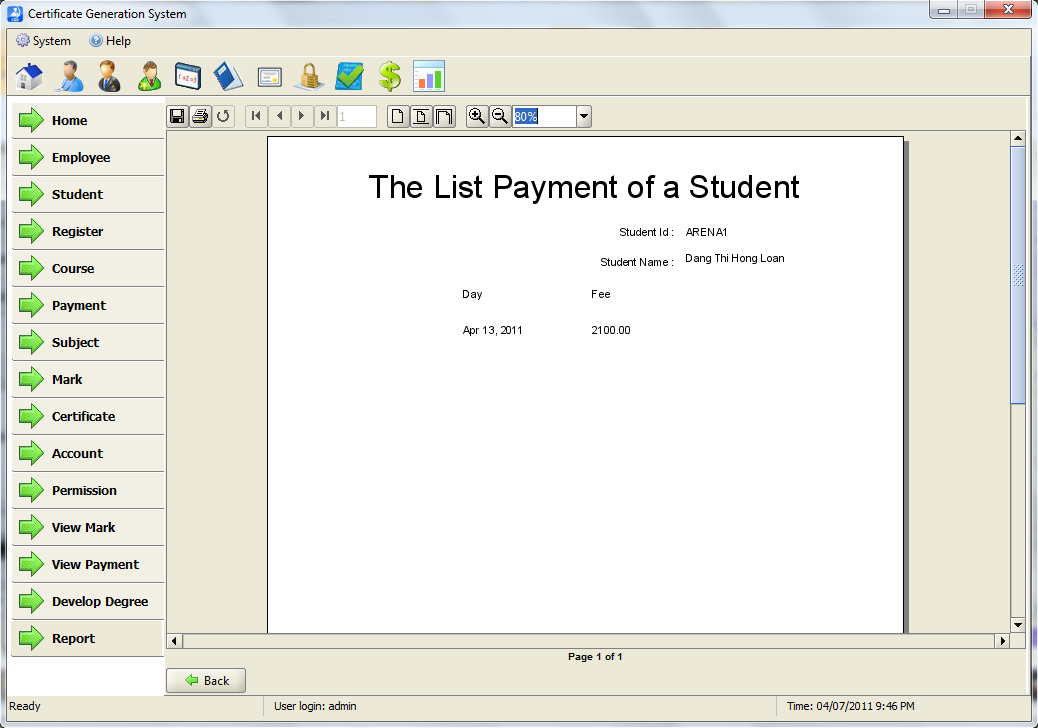 Certificate Generation System
System Help
1
80%
Home
Employee
Student
Register
Course
Payment
Subject
Mark
Certificate
Account
Permission
View Mark
View Payment
Develop Degree
Report
The List Payment of a Student
Student Id : ARENA1
Student Name : Dang Thi Hong Loan
Day Fee
Apr 13, 2011 2100.00
Page 1 of 1
Back
Ready User login: admin Time: 04/07/2011 9:46 PM